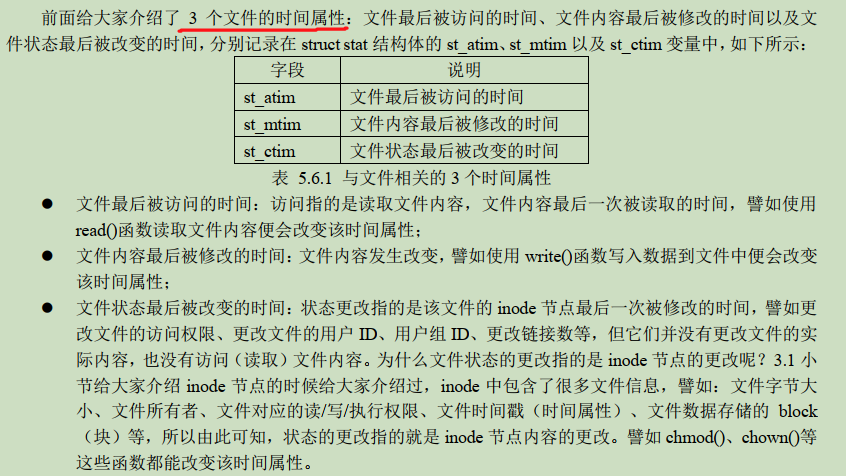 前面给大家介绍了 3 个文件的时间属性：文件最后被访问的时间、文件内容最后被修改的时间以及文
件状态最后被改变的时间，分别记录在 struct stat 结构体的 st_atim、st_mtim 以及 st_ctim 变量中，如下所示：
字段 说明
st_atim 文件最后被访问的时间
st_mtim 文件内容最后被修改的时间
st_ctim 文件状态最后被改变的时间
表 5.6.1 与文件相关的 3 个时间属性
● 文件最后被访问的时间：访问指的是读取文件内容，文件内容最后一次被读取的时间，譬如使用
read()函数读取文件内容便会改变该时间属性；
● 文件内容最后被修改的时间：文件内容发生改变，譬如使用 write()函数写入数据到文件中便会改变
该时间属性；
● 文件状态最后被改变的时间：状态更改指的是该文件的 inode 节点最后一次被修改的时间，譬如更
改文件的访问权限、更改文件的用户 ID、用户组 ID、更改链接数等，但它们并没有更改文件的实
际内容，也没有访问（读取）文件内容。为什么文件状态的更改指的是 inode 节点的更改呢？3.1 小
节给大家介绍 inode 节点的时候给大家介绍过，inode 中包含了很多文件信息，譬如：文件字节大
小、文件所有者、文件对应的读/写/执行权限、文件时间戳（时间属性）、文件数据存储的 block
（块）等，所以由此可知，状态的更改指的就是 inode 节点内容的更改。譬如 chmod()、chown()等
这些函数都能改变该时间属性。